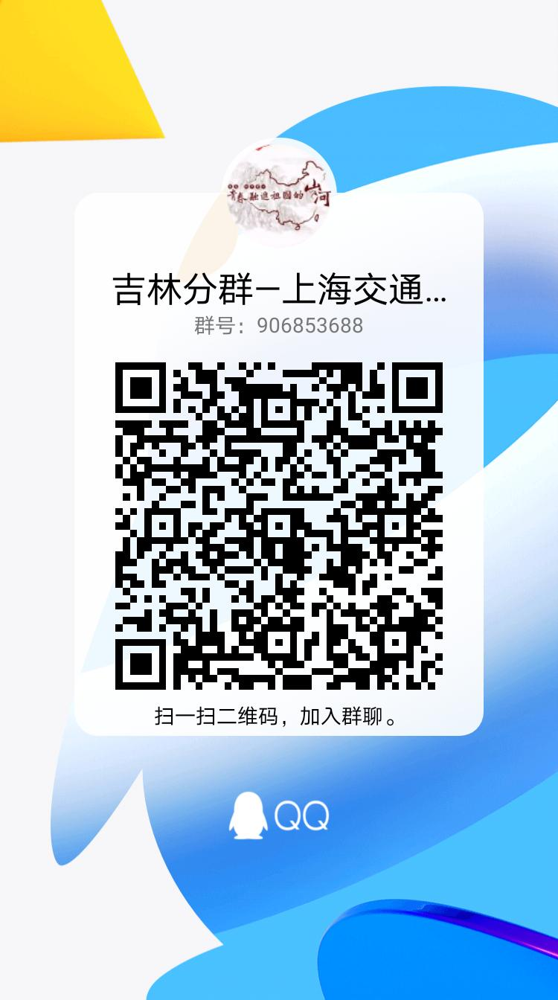 青春融进祖国的山河
吉林分群—上海交通...
群号：906853688
扫一扫二维码，加入群聊。
QQ